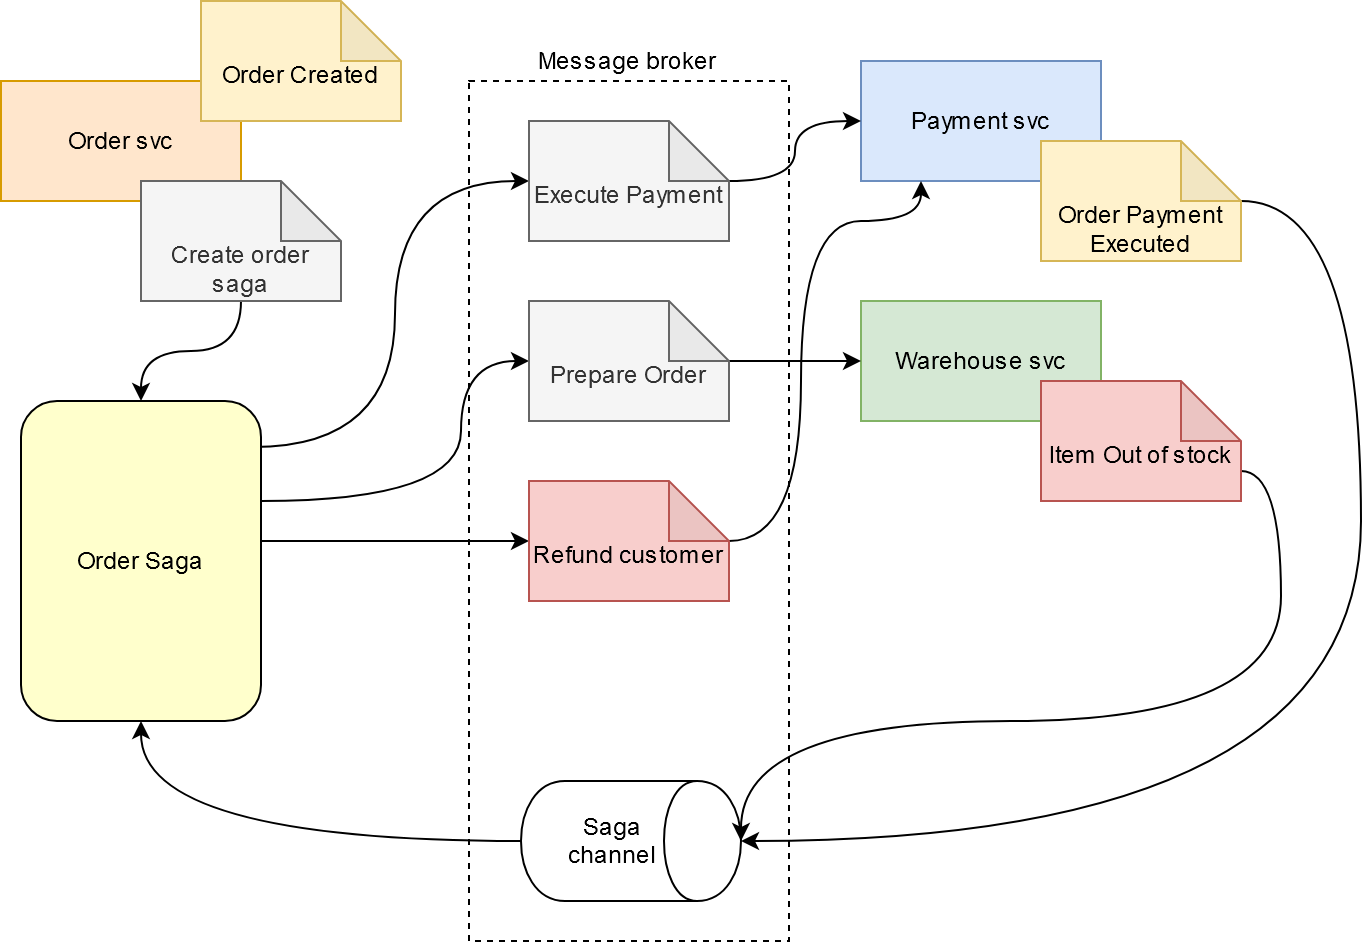 Order Created
Order svc
Create order
saga
Message broker
Execute Payment
Payment svc
Order Payment
Executed
Prepare Order
Warehouse svc
Item Out of stock
Refund customer
Order Saga
Saga
channel